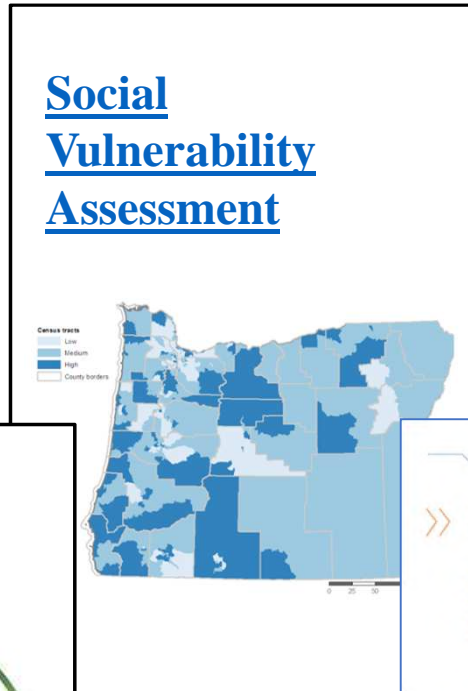 Social
Vulnerability
Assessment
Census tracts
Low
Medium
High
County borders
0 25 50